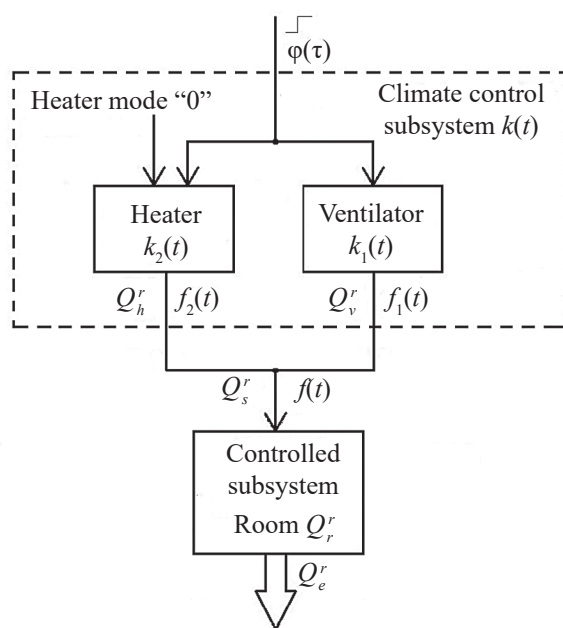 φ(τ)
Heater mode “0”
Climate control
subsystem k(t)
Heater
k₂(t)
Ventilator
k₁(t)
Qₕʳ f₂(t)
Qᵥʳ f₁(t)
Qₛʳ f(t)
Controlled
subsystem
Room Qᵣʳ
Qₑʳ